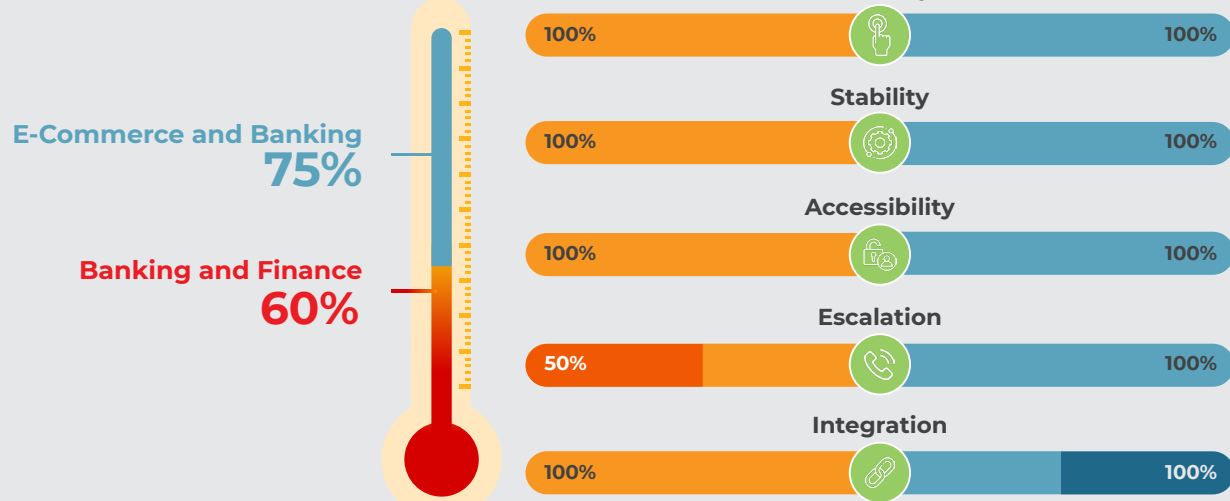 100%
100%
Stability
E-Commerce and Banking
75%
100%
100%
Accessibility
100%
100%
Banking and Finance
60%
Escalation
50%
100%
Integration
100%
100%